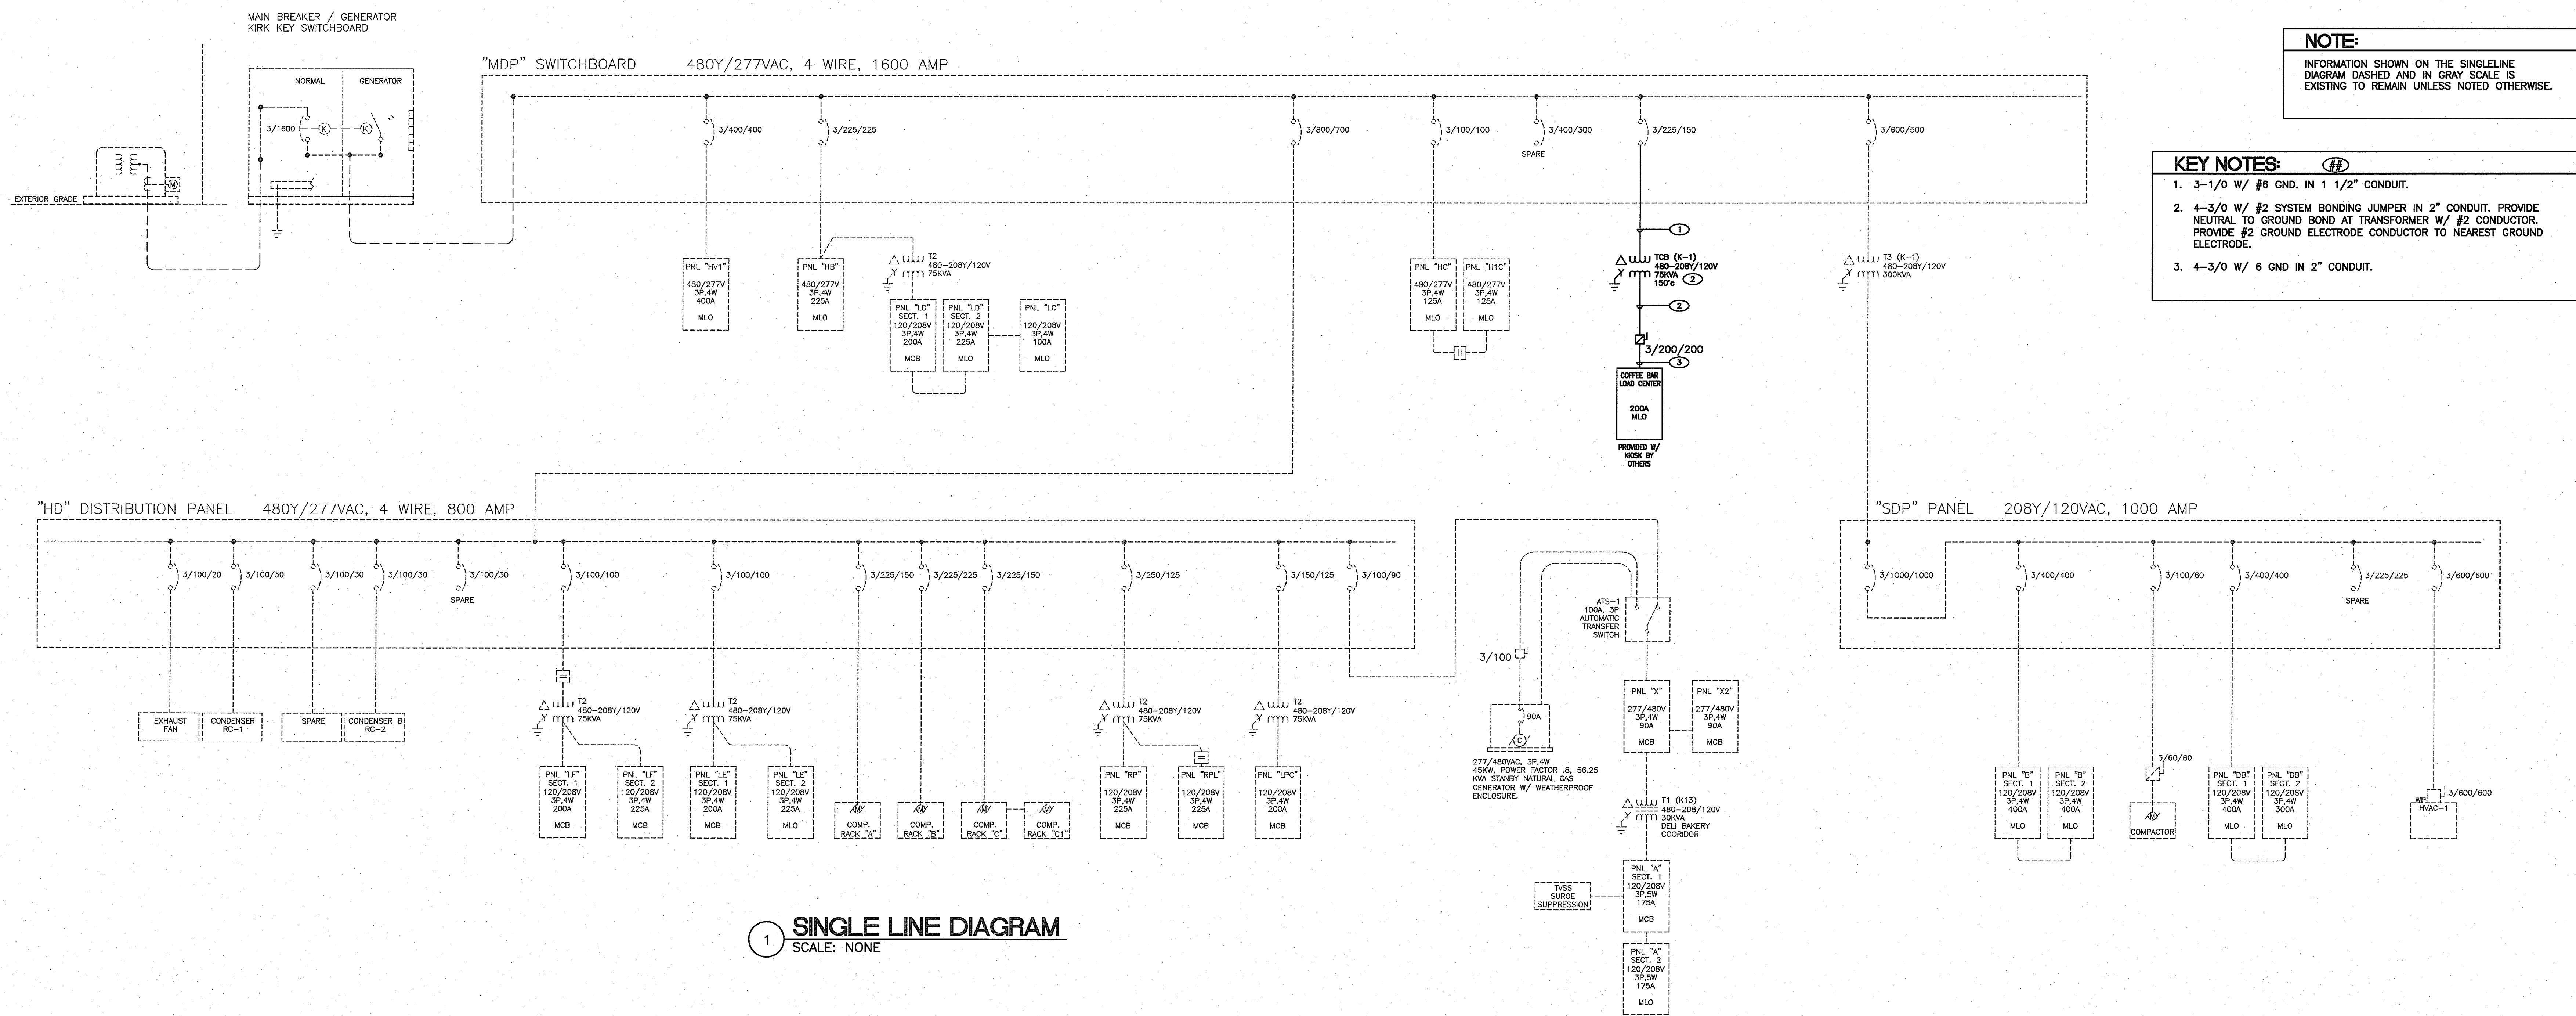 MAIN BREAKER / GENERATOR
KIRK KEY SWITCHBOARD
NORMAL
GENERATOR
3/1600
K
K
M
EXTERIOR GRADE
"MDP" SWITCHBOARD 480Y/277VAC, 4 WIRE, 1600 AMP
3/400/400
3/225/225
3/800/700
3/100/100
3/400/300
SPARE
3/225/150
3/600/500
NOTE:
INFORMATION SHOWN ON THE SINGLELINE
DIAGRAM DASHED AND IN GRAY SCALE IS
EXISTING TO REMAIN UNLESS NOTED OTHERWISE.
KEY NOTES: ##
1. 3-1/0 W/ #6 GND. IN 1 1/2" CONDUIT.
2. 4-3/0 W/ #2 SYSTEM BONDING JUMPER IN 2" CONDUIT. PROVIDE
NEUTRAL TO GROUND BOND AT TRANSFORMER W/ #2 CONDUCTOR.
PROVIDE #2 GROUND ELECTRODE CONDUCTOR TO NEAREST GROUND
ELECTRODE.
3. 4-3/0 W/ 6 GND IN 2" CONDUIT.
PNL "HV1"
480/277V
3P,4W
400A
MLO
PNL "HB"
480/277V
3P,4W
225A
MLO
T2
480-208Y/120V
75KVA
PNL "LD"
SECT. 1
120/208V
3P,4W
200A
MCB
PNL "LD"
SECT. 2
120/208V
3P,4W
225A
MLO
PNL "LC"
120/208V
3P,4W
100A
MLO
PNL "HC"
480/277V
3P,4W
125A
MLO
PNL "H1C"
480/277V
3P,4W
125A
MLO
1
TCB (K-1)
480-208Y/120V
75KVA
150°c
2
2
3/200/200
3
COFFEE BAR
LOAD CENTER
200A
MLO
PROVIDED W/
KIOSK BY
OTHERS
T3 (K-1)
480-208Y/120V
300KVA
"HD" DISTRIBUTION PANEL 480Y/277VAC, 4 WIRE, 800 AMP
3/100/20
3/100/30
3/100/30
3/100/30
3/100/30
SPARE
3/100/100
3/100/100
3/225/150
3/225/225
3/225/150
3/250/125
3/150/125
3/100/90
EXHAUST
FAN
CONDENSER
RC-1
SPARE
CONDENSER B
RC-2
T2
480-208Y/120V
75KVA
T2
480-208Y/120V
75KVA
T2
480-208Y/120V
75KVA
T2
480-208Y/120V
75KVA
PNL "LF"
SECT. 1
120/208V
3P,4W
200A
MCB
PNL "LF"
SECT. 2
120/208V
3P,4W
225A
MCB
PNL "LE"
SECT. 1
120/208V
3P,4W
200A
MCB
PNL "LE"
SECT. 2
120/208V
3P,4W
225A
MLO
COMP.
RACK "A"
COMP.
RACK "B"
COMP.
RACK "C"
COMP.
RACK "C1"
PNL "RP"
120/208V
3P,4W
225A
MCB
PNL "RPL"
120/208V
3P,4W
225A
MCB
PNL "LPC"
120/208V
3P,4W
200A
MCB
ATS-1
100A, 3P
AUTOMATIC
TRANSFER
SWITCH
3/100
90A
G
277/480VAC, 3P,4W
45KW, POWER FACTOR .8, 56.25
KVA STANBY NATURAL GAS
GENERATOR W/ WEATHERPROOF
ENCLOSURE.
PNL "X"
277/480V
3P,4W
90A
MCB
PNL "X2"
277/480V
3P,4W
90A
MCB
T1 (K13)
480-208/120V
30KVA
DELI BAKERY
COORIDOR
TVSS
SURGE
SUPPRESSION
PNL "A"
SECT. 1
120/208V
3P,5W
175A
MCB
PNL "A"
SECT. 2
120/208V
3P,5W
175A
MLO
"SDP" PANEL 208Y/120VAC, 1000 AMP
3/1000/1000
3/400/400
3/100/60
3/400/400
3/225/225
SPARE
3/600/600
PNL "B"
SECT. 1
120/208V
3P,4W
400A
MLO
PNL "B"
SECT. 2
120/208V
3P,4W
400A
MLO
3/60/60
COMPACTOR
PNL "DB"
SECT. 1
120/208V
3P,4W
400A
MLO
PNL "DB"
SECT. 2
120/208V
3P,4W
300A
MLO
3/600/600
WP
HVAC-1
1
SINGLE LINE DIAGRAM
SCALE: NONE